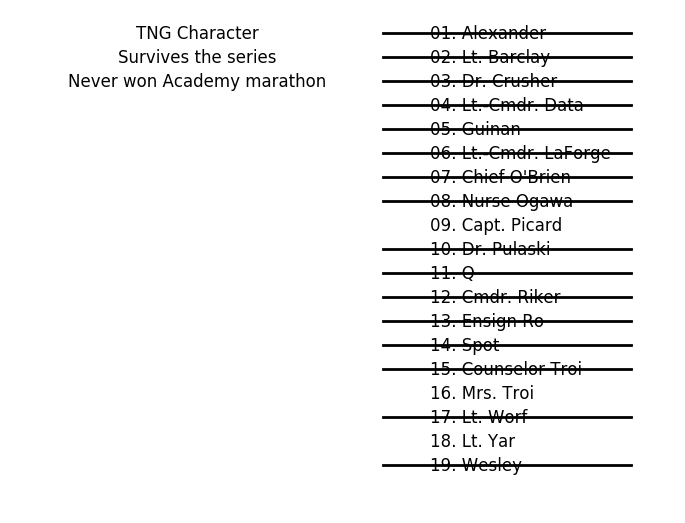 TNG Character
Survives the series
Never won Academy marathon
01. Alexander
02. Lt. Barclay
03. Dr. Crusher
04. Lt.-Cmdr. Data
05. Guinan
06. Lt.-Cmdr. LaForge
07. Chief O'Brien
08. Nurse Ogawa
09. Capt. Picard
10. Dr. Pulaski
11. Q
12. Cmdr. Riker
13. Ensign Ro
14. Spot
15. Counselor Troi
16. Mrs. Troi
17. Lt. Worf
18. Lt. Yar
19. Wesley